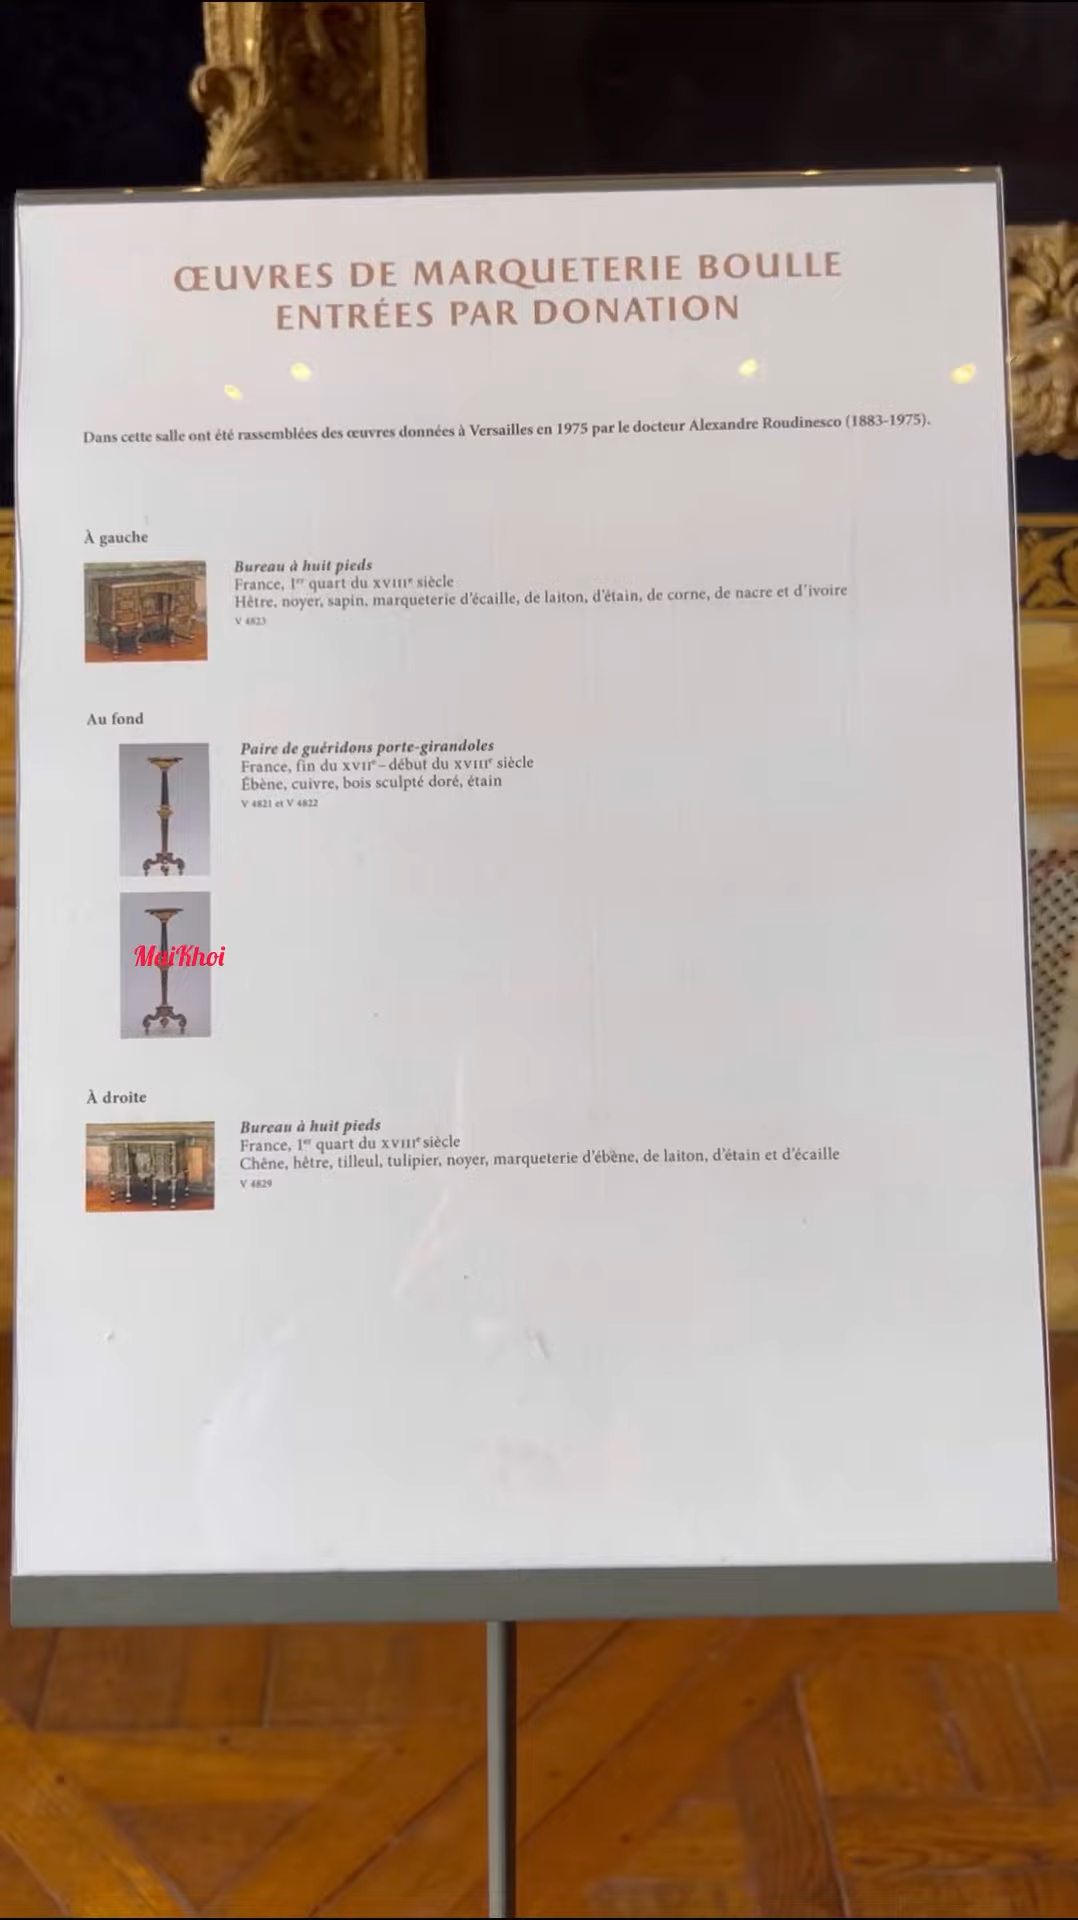 ŒUVRES DE MARQUETERIE BOULLE
ENTRÉES PAR DONATION
Dans cette salle ont été rassemblées des œuvres données à Versailles en 1975 par le docteur Alexandre Roudinesco (1883-1975).
À gauche
Bureau à huit pieds
France, 1er quart du XVIIIe siècle
Hêtre, noyer, sapin, marqueterie d'écaille, de laiton, d'étain, de corne, de nacre et d'ivoire
V 4823
Au fond
Paire de guéridons porte-girandoles
France, fin du XVIIe – début du XVIIIe siècle
Ébène, cuivre, bois sculpté doré, étain
V 4821 et V 4822
MaiKhoi
À droite
Bureau à huit pieds
France, 1er quart du XVIIIe siècle
Chêne, hêtre, tilleul, tulipier, noyer, marqueterie d'ébène, de laiton, d'étain et d'écaille
V 4829